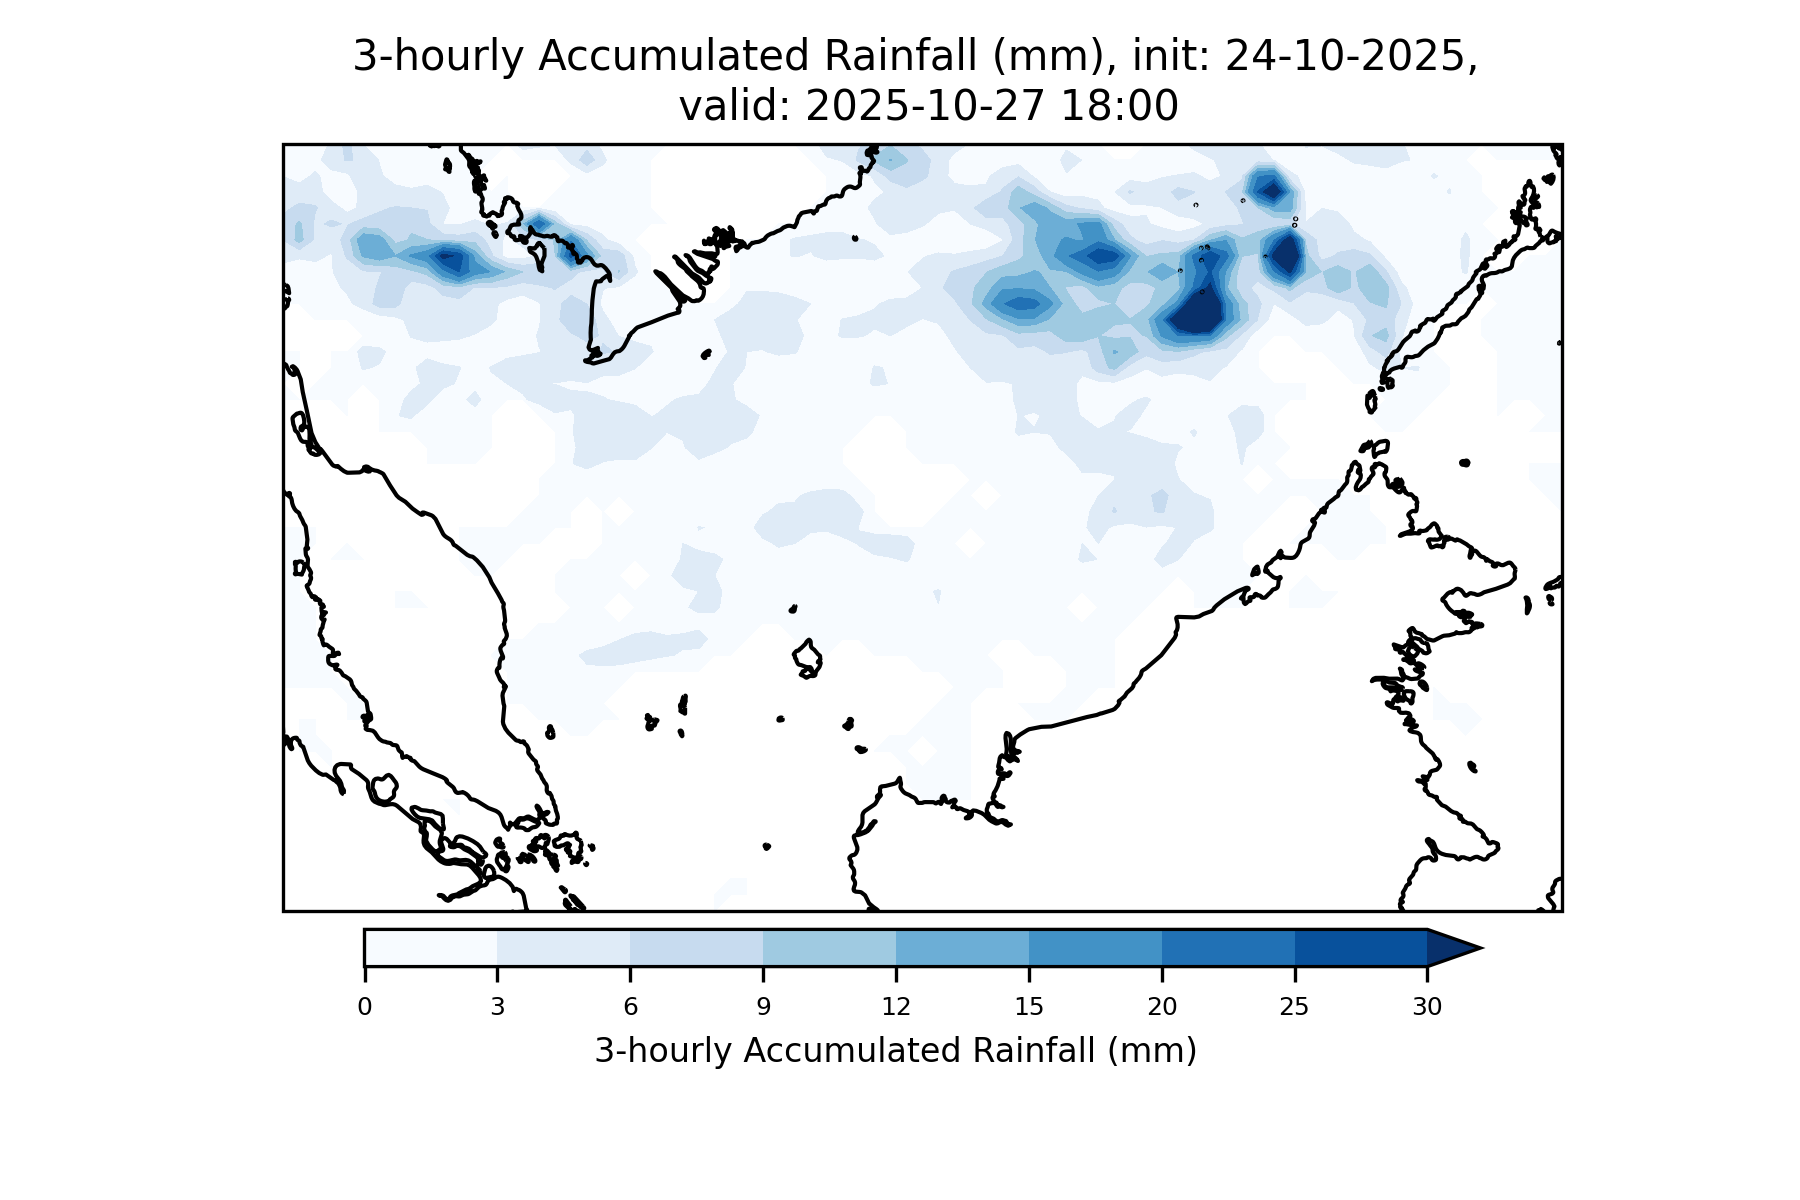 3-hourly Accumulated Rainfall (mm), init: 24-10-2025,
valid: 2025-10-27 18:00
0 3 6 9 12 15 20 25 30
3-hourly Accumulated Rainfall (mm)